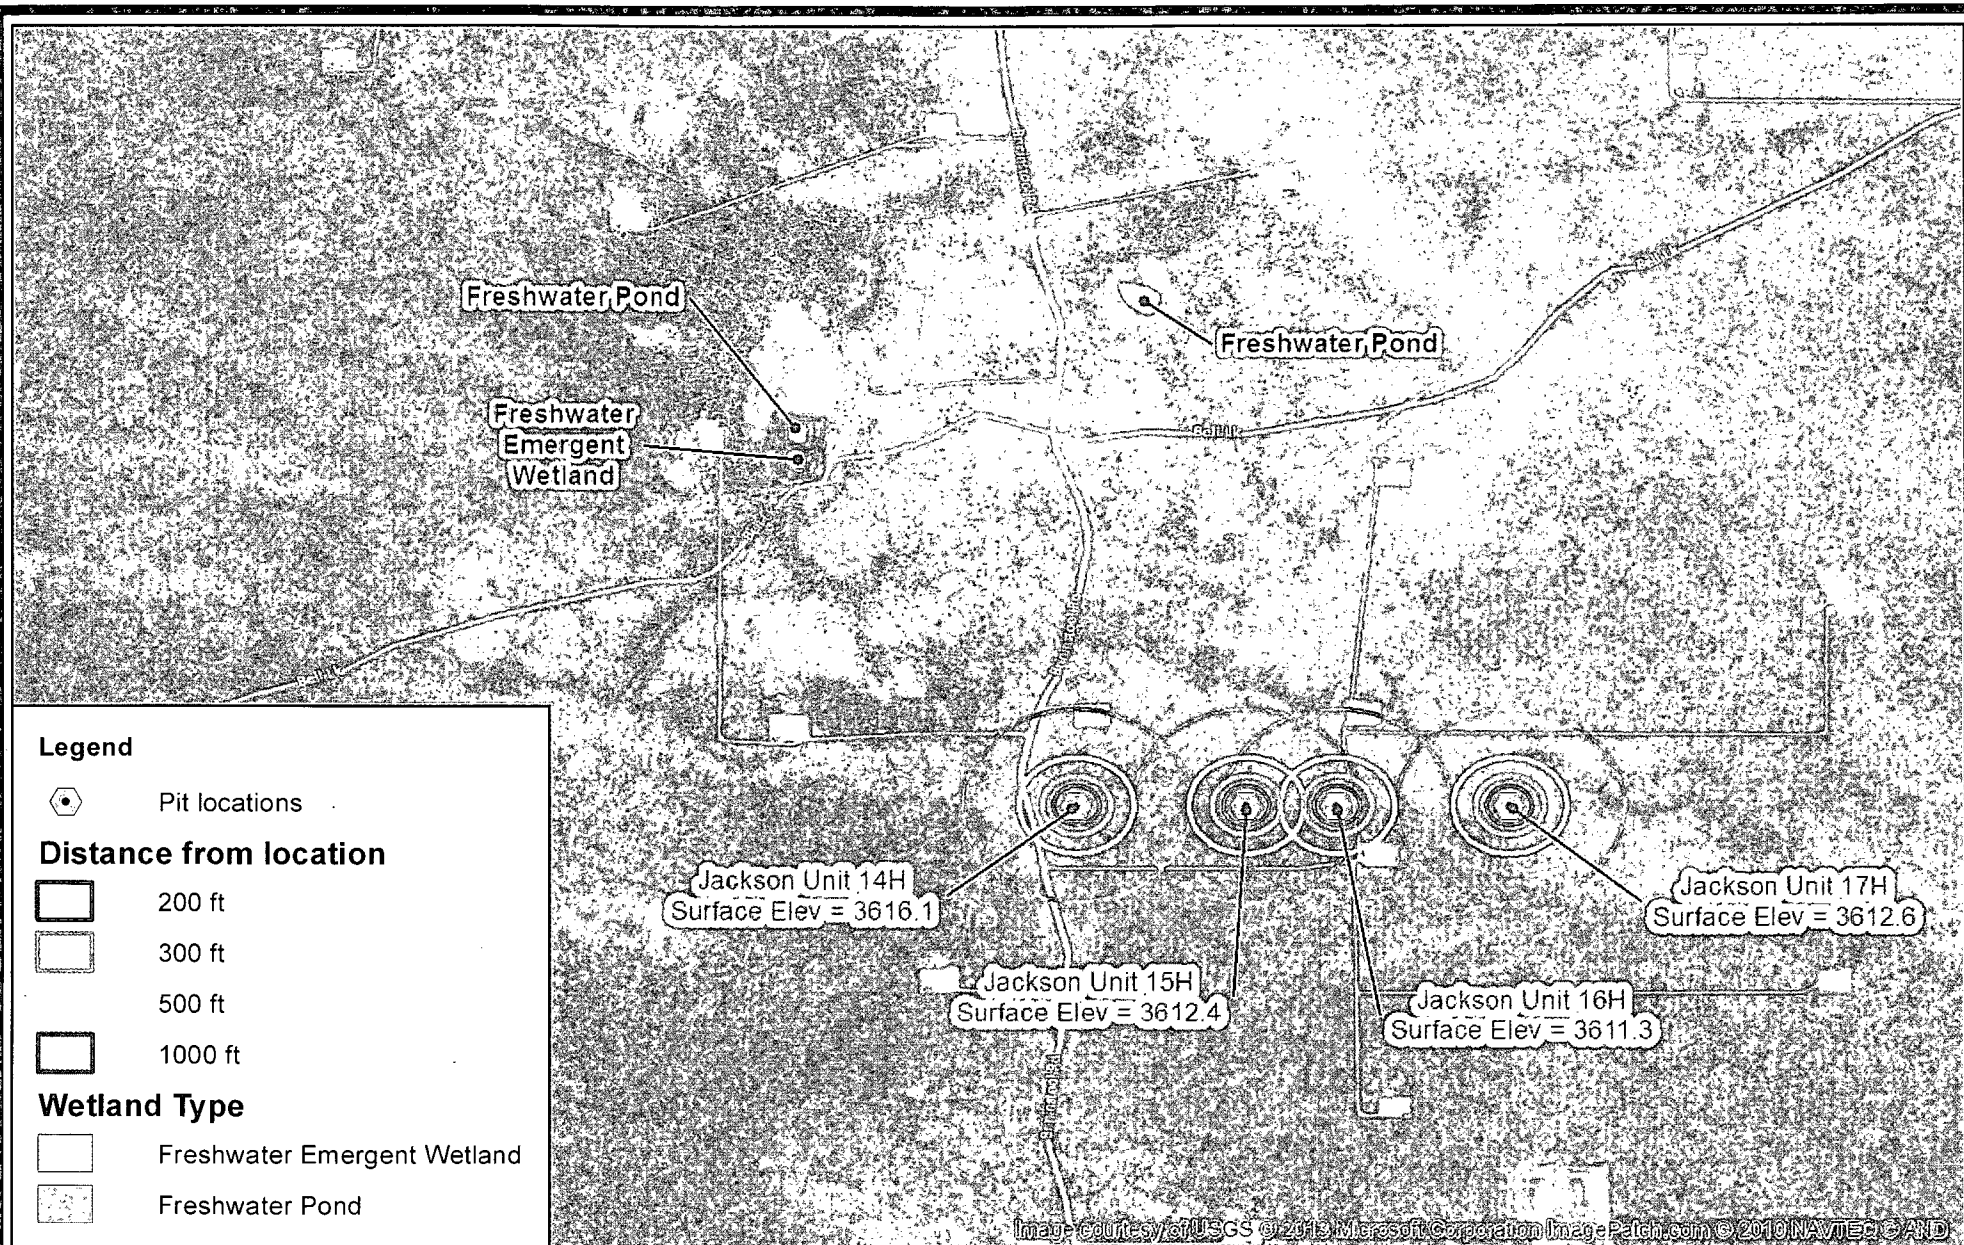 Freshwater Pond
Freshwater Pond
Freshwater
Emergent
Wetland
Legend
Pit locations
Distance from location
200 ft
300 ft
500 ft
1000 ft
Wetland Type
Freshwater Emergent Wetland
Freshwater Pond
Jackson Unit 14H
Surface Elev = 3616.1
Jackson Unit 17H
Surface Elev = 3612.6
Jackson Unit 15H
Surface Elev = 3612.4
Jackson Unit 16H
Surface Elev = 3611.3
Image courtesy of USGS © 2013 Microsoft Corporation ImagePatch.com © 2010 NAVTEQ © AND